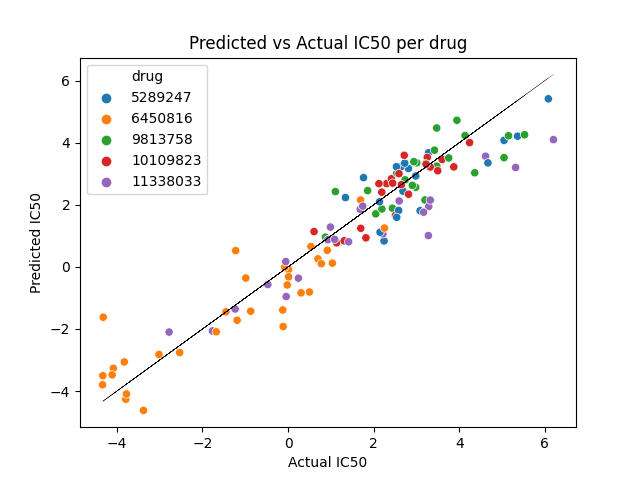 Predicted vs Actual IC50 per drug
drug
5289247
6450816
9813758
10109823
11338033
6
4
2
0
−2
−4
Predicted IC50
−4 −2 0 2 4 6
Actual IC50